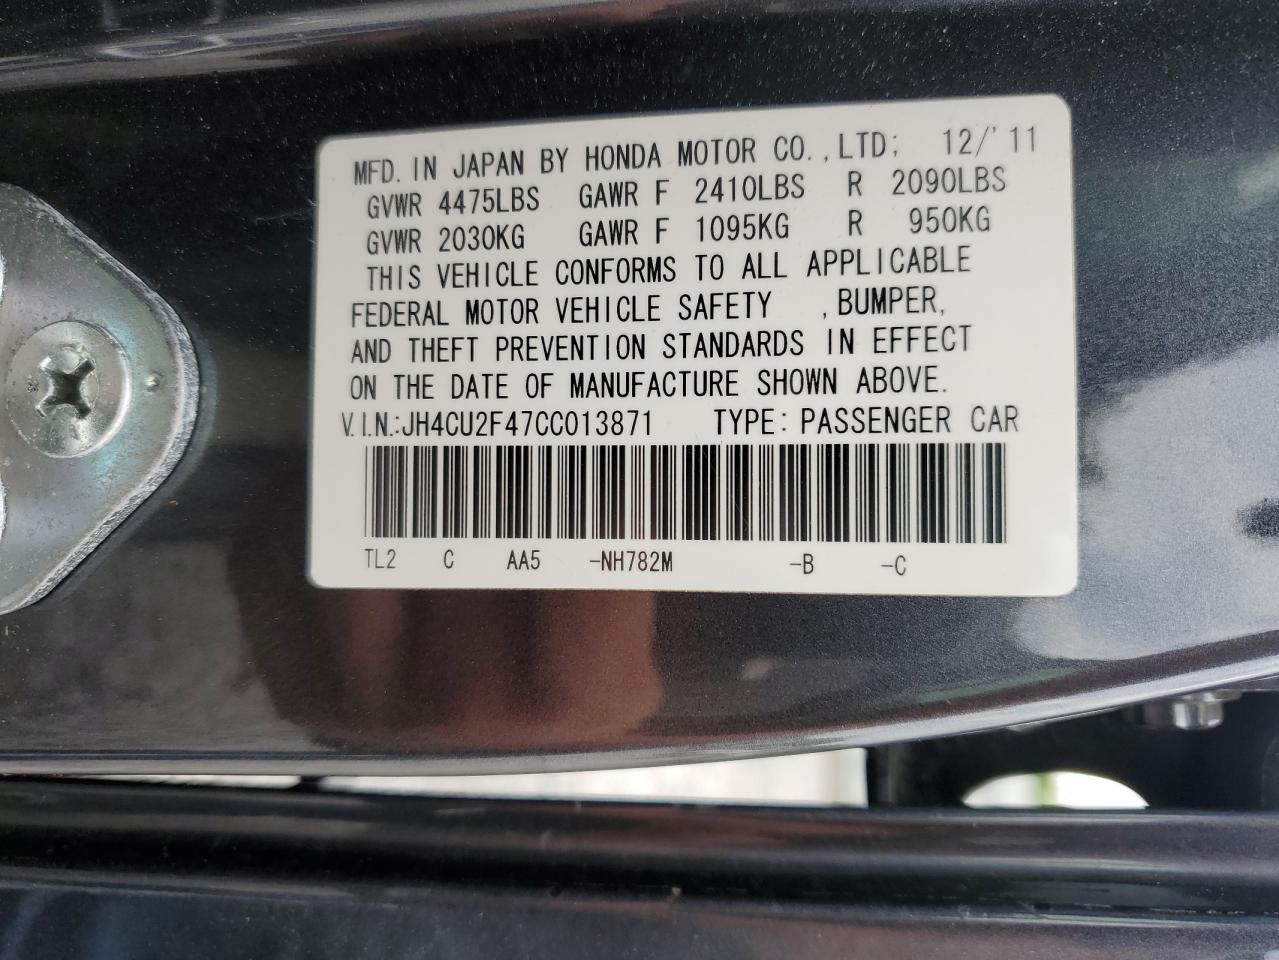 MFD. IN JAPAN BY HONDA MOTOR CO., LTD; 12/'11
GVWR 4475LBS GAWR F 2410LBS R 2090LBS
GVWR 2030KG GAWR F 1095KG R 950KG
THIS VEHICLE CONFORMS TO ALL APPLICABLE
FEDERAL MOTOR VEHICLE SAFETY , BUMPER,
AND THEFT PREVENTION STANDARDS IN EFFECT
ON THE DATE OF MANUFACTURE SHOWN ABOVE.
V.I.N.:JH4CU2F47CC013871 TYPE: PASSENGER CAR
TL2 C AA5 -NH782M -B -C